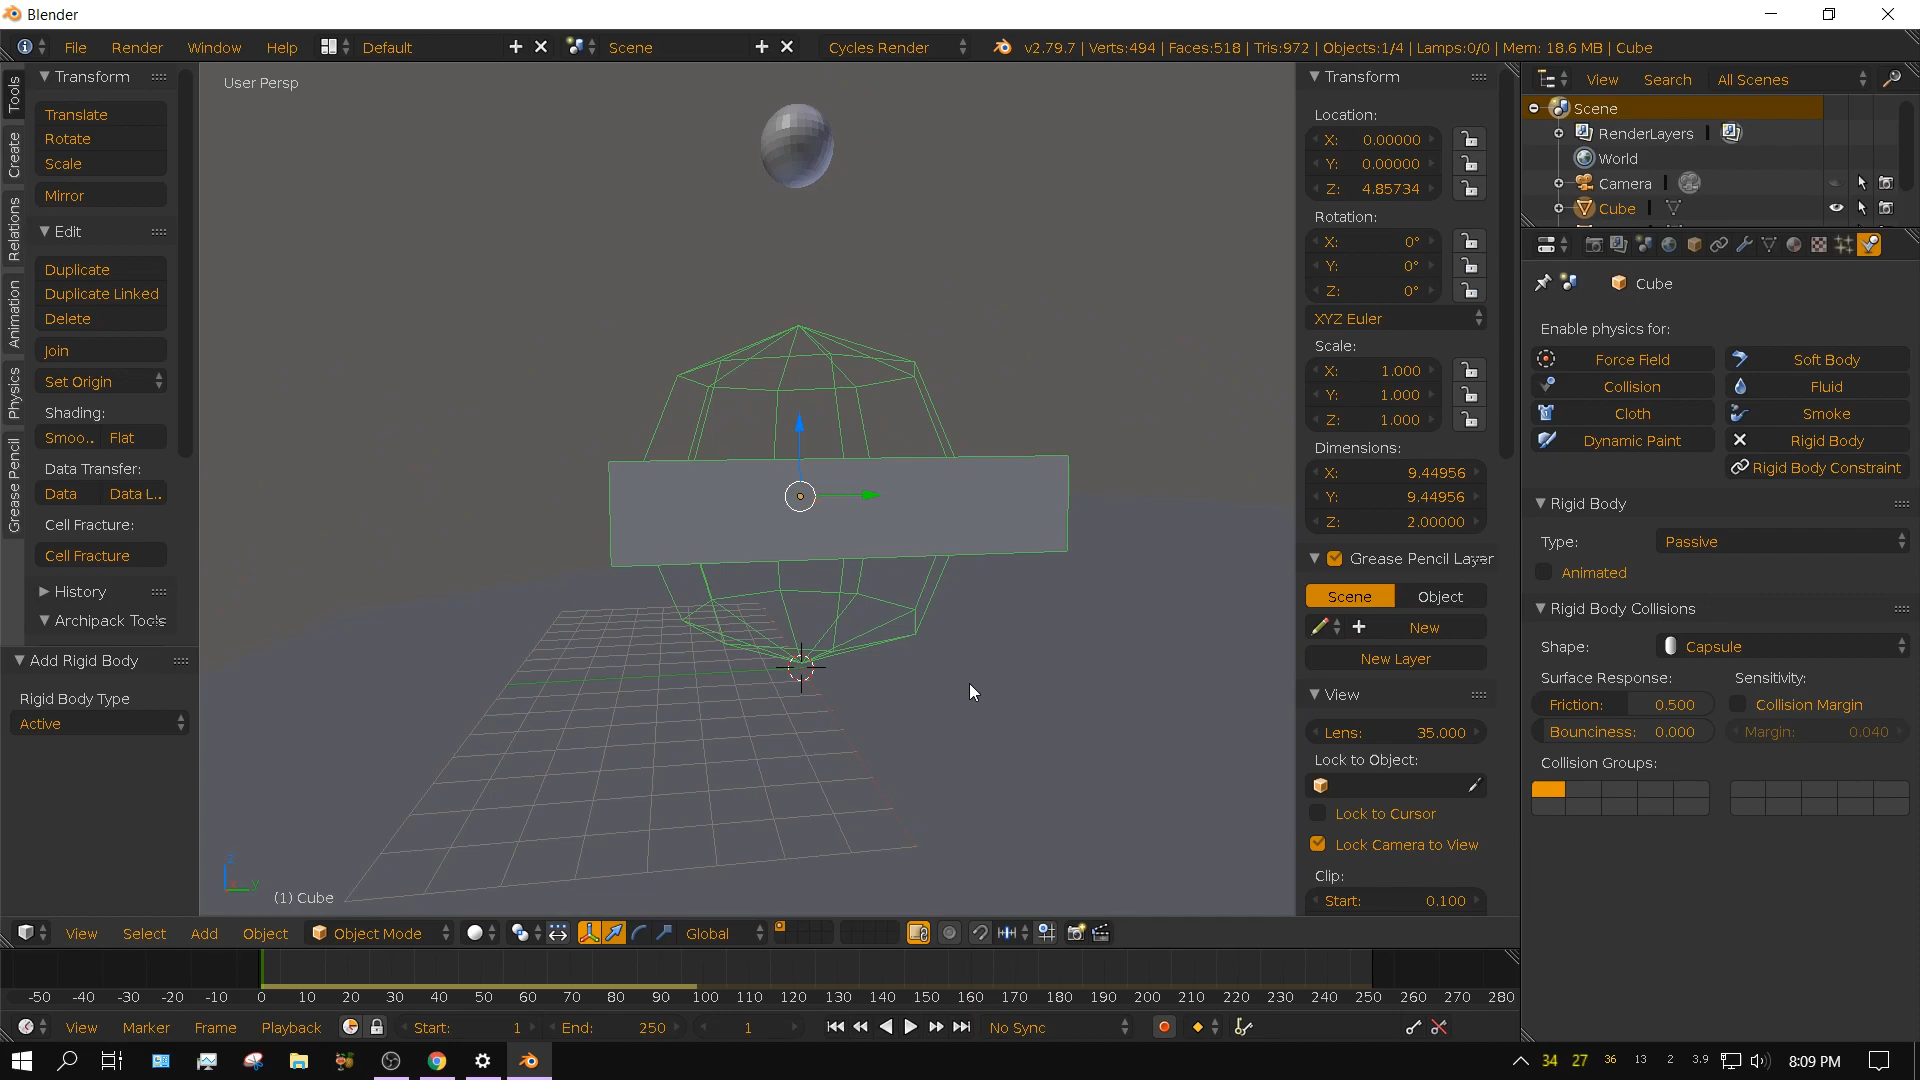 Blender
File Render Window Help Default Scene Cycles Render v2.79.7 | Verts:494 | Faces:518 | Tris:972 | Objects:1/4 | Lamps:0/0 | Mem: 18.6 MB | Cube
Tools
Create
Relations
Animation
Physics
Grease Pencil
Transform
Translate
Rotate
Scale
Mirror
Edit
Duplicate
Duplicate Linked
Delete
Join
Set Origin
Shading:
Smoo.. Flat
Data Transfer:
Data Data L..
Cell Fracture:
Cell Fracture
History
Archipack Tools
Add Rigid Body
Rigid Body Type
Active
User Persp
z
y
(1) Cube
Transform
Location:
X: 0.00000
Y: 0.00000
Z: 4.85734
Rotation:
X: 0°
Y: 0°
Z: 0°
XYZ Euler
Scale:
X: 1.000
Y: 1.000
Z: 1.000
Dimensions:
X: 9.44956
Y: 9.44956
Z: 2.00000
Grease Pencil Layer
Scene Object
New
New Layer
View
Lens: 35.000
Lock to Object:
Lock to Cursor
Lock Camera to View
Clip:
Start: 0.100
View Search All Scenes
Scene
RenderLayers
World
Camera
Cube
Cube
Enable physics for:
Force Field Soft Body
Collision Fluid
Cloth Smoke
Dynamic Paint Rigid Body
Rigid Body Constraint
Rigid Body
Type: Passive
Animated
Rigid Body Collisions
Shape: Capsule
Surface Response: Sensitivity:
Friction: 0.500 Collision Margin
Bounciness: 0.000 Margin: 0.040
Collision Groups:
View Select Add Object Object Mode Global
-50 -40 -30 -20 -10 0 10 20 30 40 50 60 70 80 90 100 110 120 130 140 150 160 170 180 190 200 210 220 230 240 250 260 270 280
View Marker Frame Playback Start: 1 End: 250 1 No Sync
34 27 36 13 2 3.9 8:09 PM